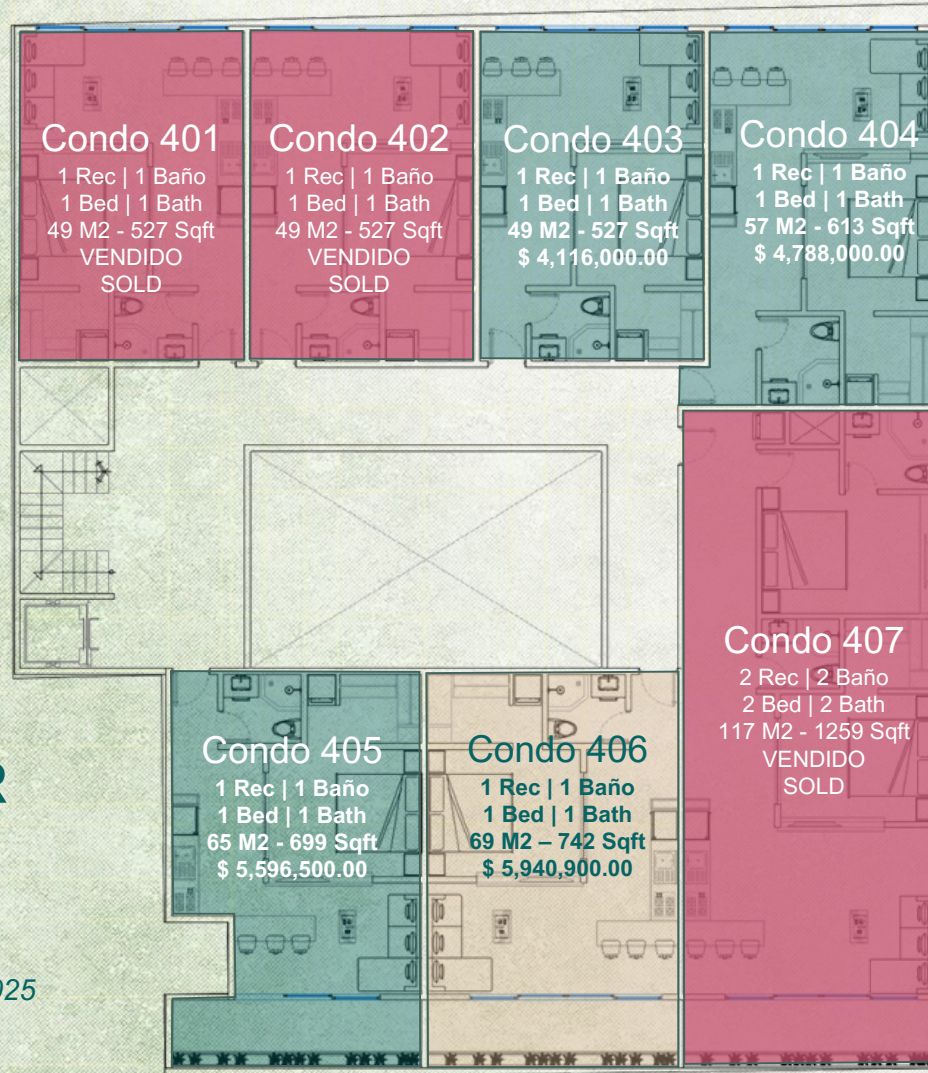 Condo 401
1 Rec | 1 Baño
1 Bed | 1 Bath
49 M2 - 527 Sqft
VENDIDO
SOLD
Condo 402
1 Rec | 1 Baño
1 Bed | 1 Bath
49 M2 - 527 Sqft
VENDIDO
SOLD
Condo 403
1 Rec | 1 Baño
1 Bed | 1 Bath
49 M2 - 527 Sqft
$ 4,116,000.00
Condo 404
1 Rec | 1 Baño
1 Bed | 1 Bath
57 M2 - 613 Sqft
$ 4,788,000.00
Condo 407
2 Rec | 2 Baño
2 Bed | 2 Bath
117 M2 - 1259 Sqft
VENDIDO
SOLD
Condo 405
1 Rec | 1 Baño
1 Bed | 1 Bath
65 M2 - 699 Sqft
$ 5,596,500.00
Condo 406
1 Rec | 1 Baño
1 Bed | 1 Bath
69 M2 – 742 Sqft
$ 5,940,900.00
R
025